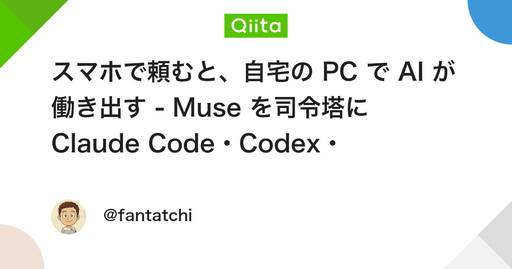 Qiita
スマホで頼むと、自宅の PC で AI が
働き出す - Muse を司令塔に
Claude Code・Codex・
@fantatchi